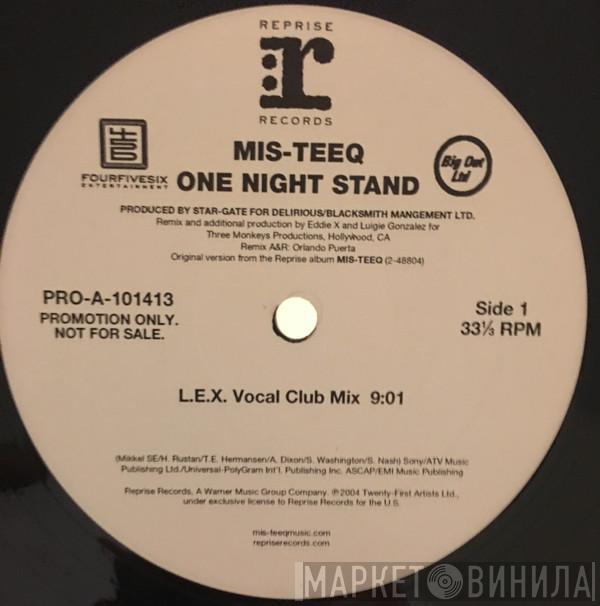 REPRISE
r
RECORDS
456
FOURFIVESIX
ENTERTAINMENT
MIS-TEEQ
ONE NIGHT STAND
Big Out
Ltd
PRODUCED BY STAR-GATE FOR DELIRIOUS/BLACKSMITH MANGEMENT LTD.
Remix and additional production by Eddie X and Luigie Gonzalez for
Three Monkeys Productions, Hollywood, CA
Remix A&R: Orlando Puerta
Original version from the Reprise album MIS-TEEQ (2-48804)
PRO-A-101413
PROMOTION ONLY.
NOT FOR SALE.
Side 1
33⅓ RPM
L.E.X. Vocal Club Mix 9:01
(Mikkel SE/H. Rustan/T.E. Hermansen/A. Dixon/S. Washington/S. Nash) Sony/ATV Music
Publishing Ltd./Universal-PolyGram Int'l. Publishing Inc. ASCAP/EMI Music Publishing
Reprise Records, A Warner Music Group Company. ℗2004 Twenty-First Artists Ltd.,
under exclusive license to Reprise Records for the U.S.
mis-teeqmusic.com
repriserecords.com
МАРКЕТ ВИНИЛА